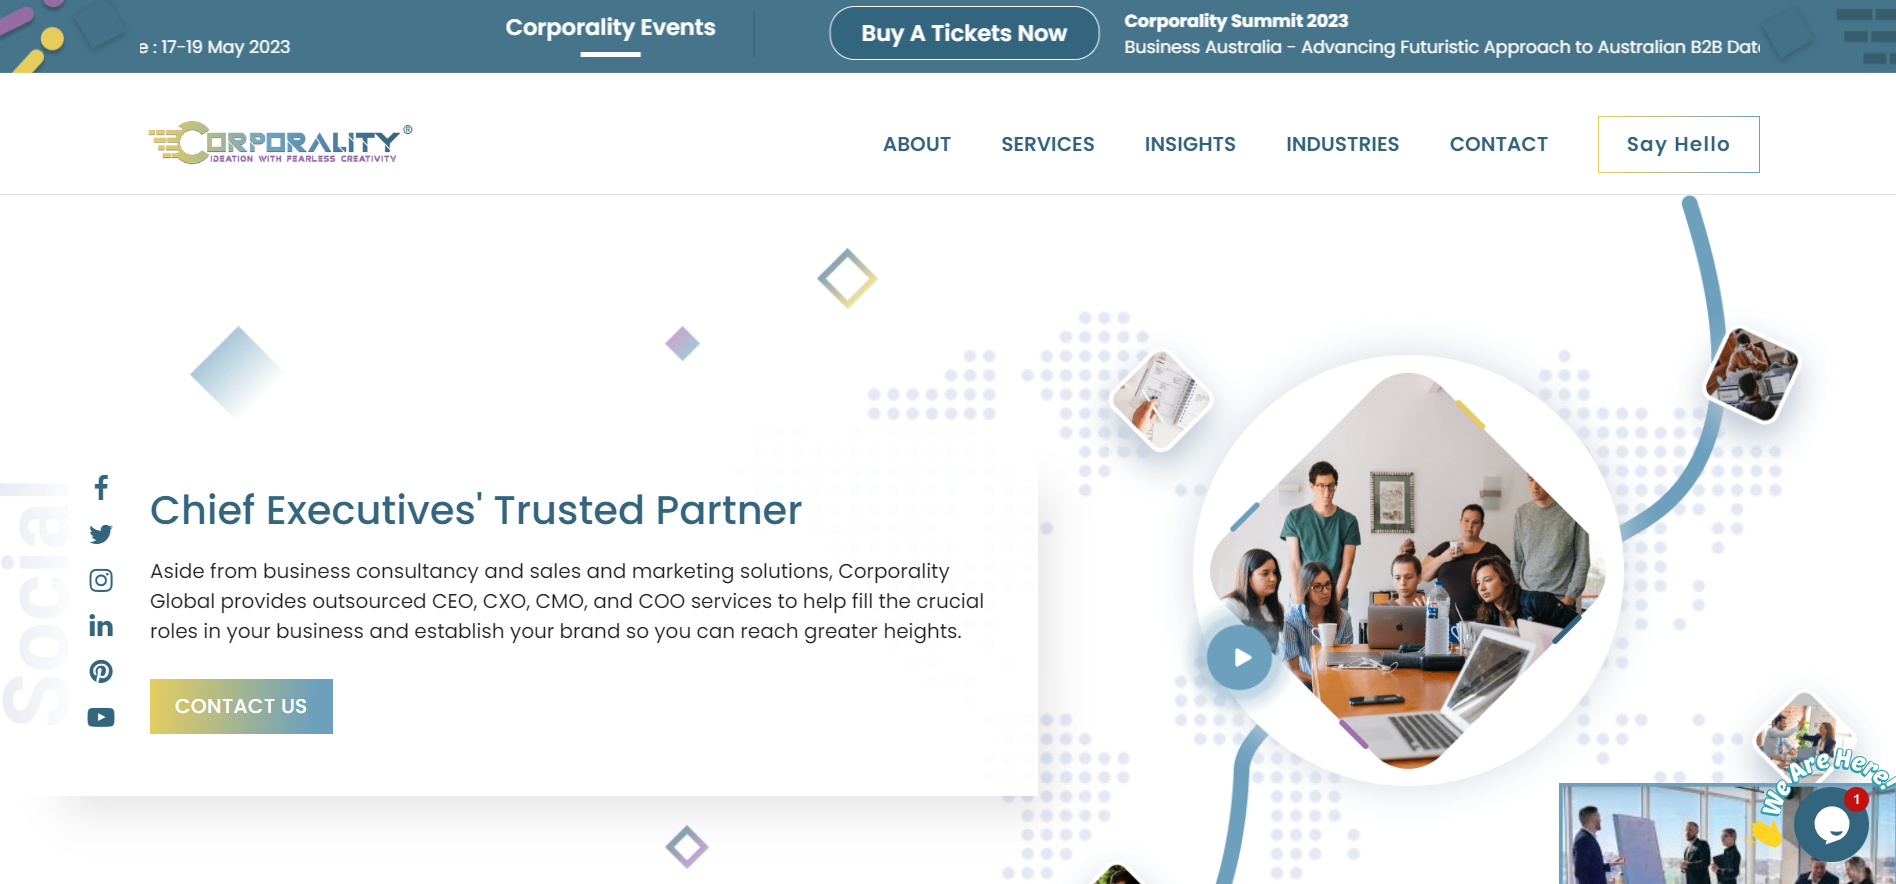 e : 17-19 May 2023
Corporality Events
Buy A Tickets Now
Corporality Summit 2023
Business Australia - Advancing Futuristic Approach to Australian B2B Dat
CORPORALITY®
IDEATION WITH FEARLESS CREATIVITY
ABOUT
SERVICES
INSIGHTS
INDUSTRIES
CONTACT
Say Hello
Social
Chief Executives' Trusted Partner
Aside from business consultancy and sales and marketing solutions, Corporality
Global provides outsourced CEO, CXO, CMO, and COO services to help fill the crucial
roles in your business and establish your brand so you can reach greater heights.
CONTACT US
We Are Here!
1